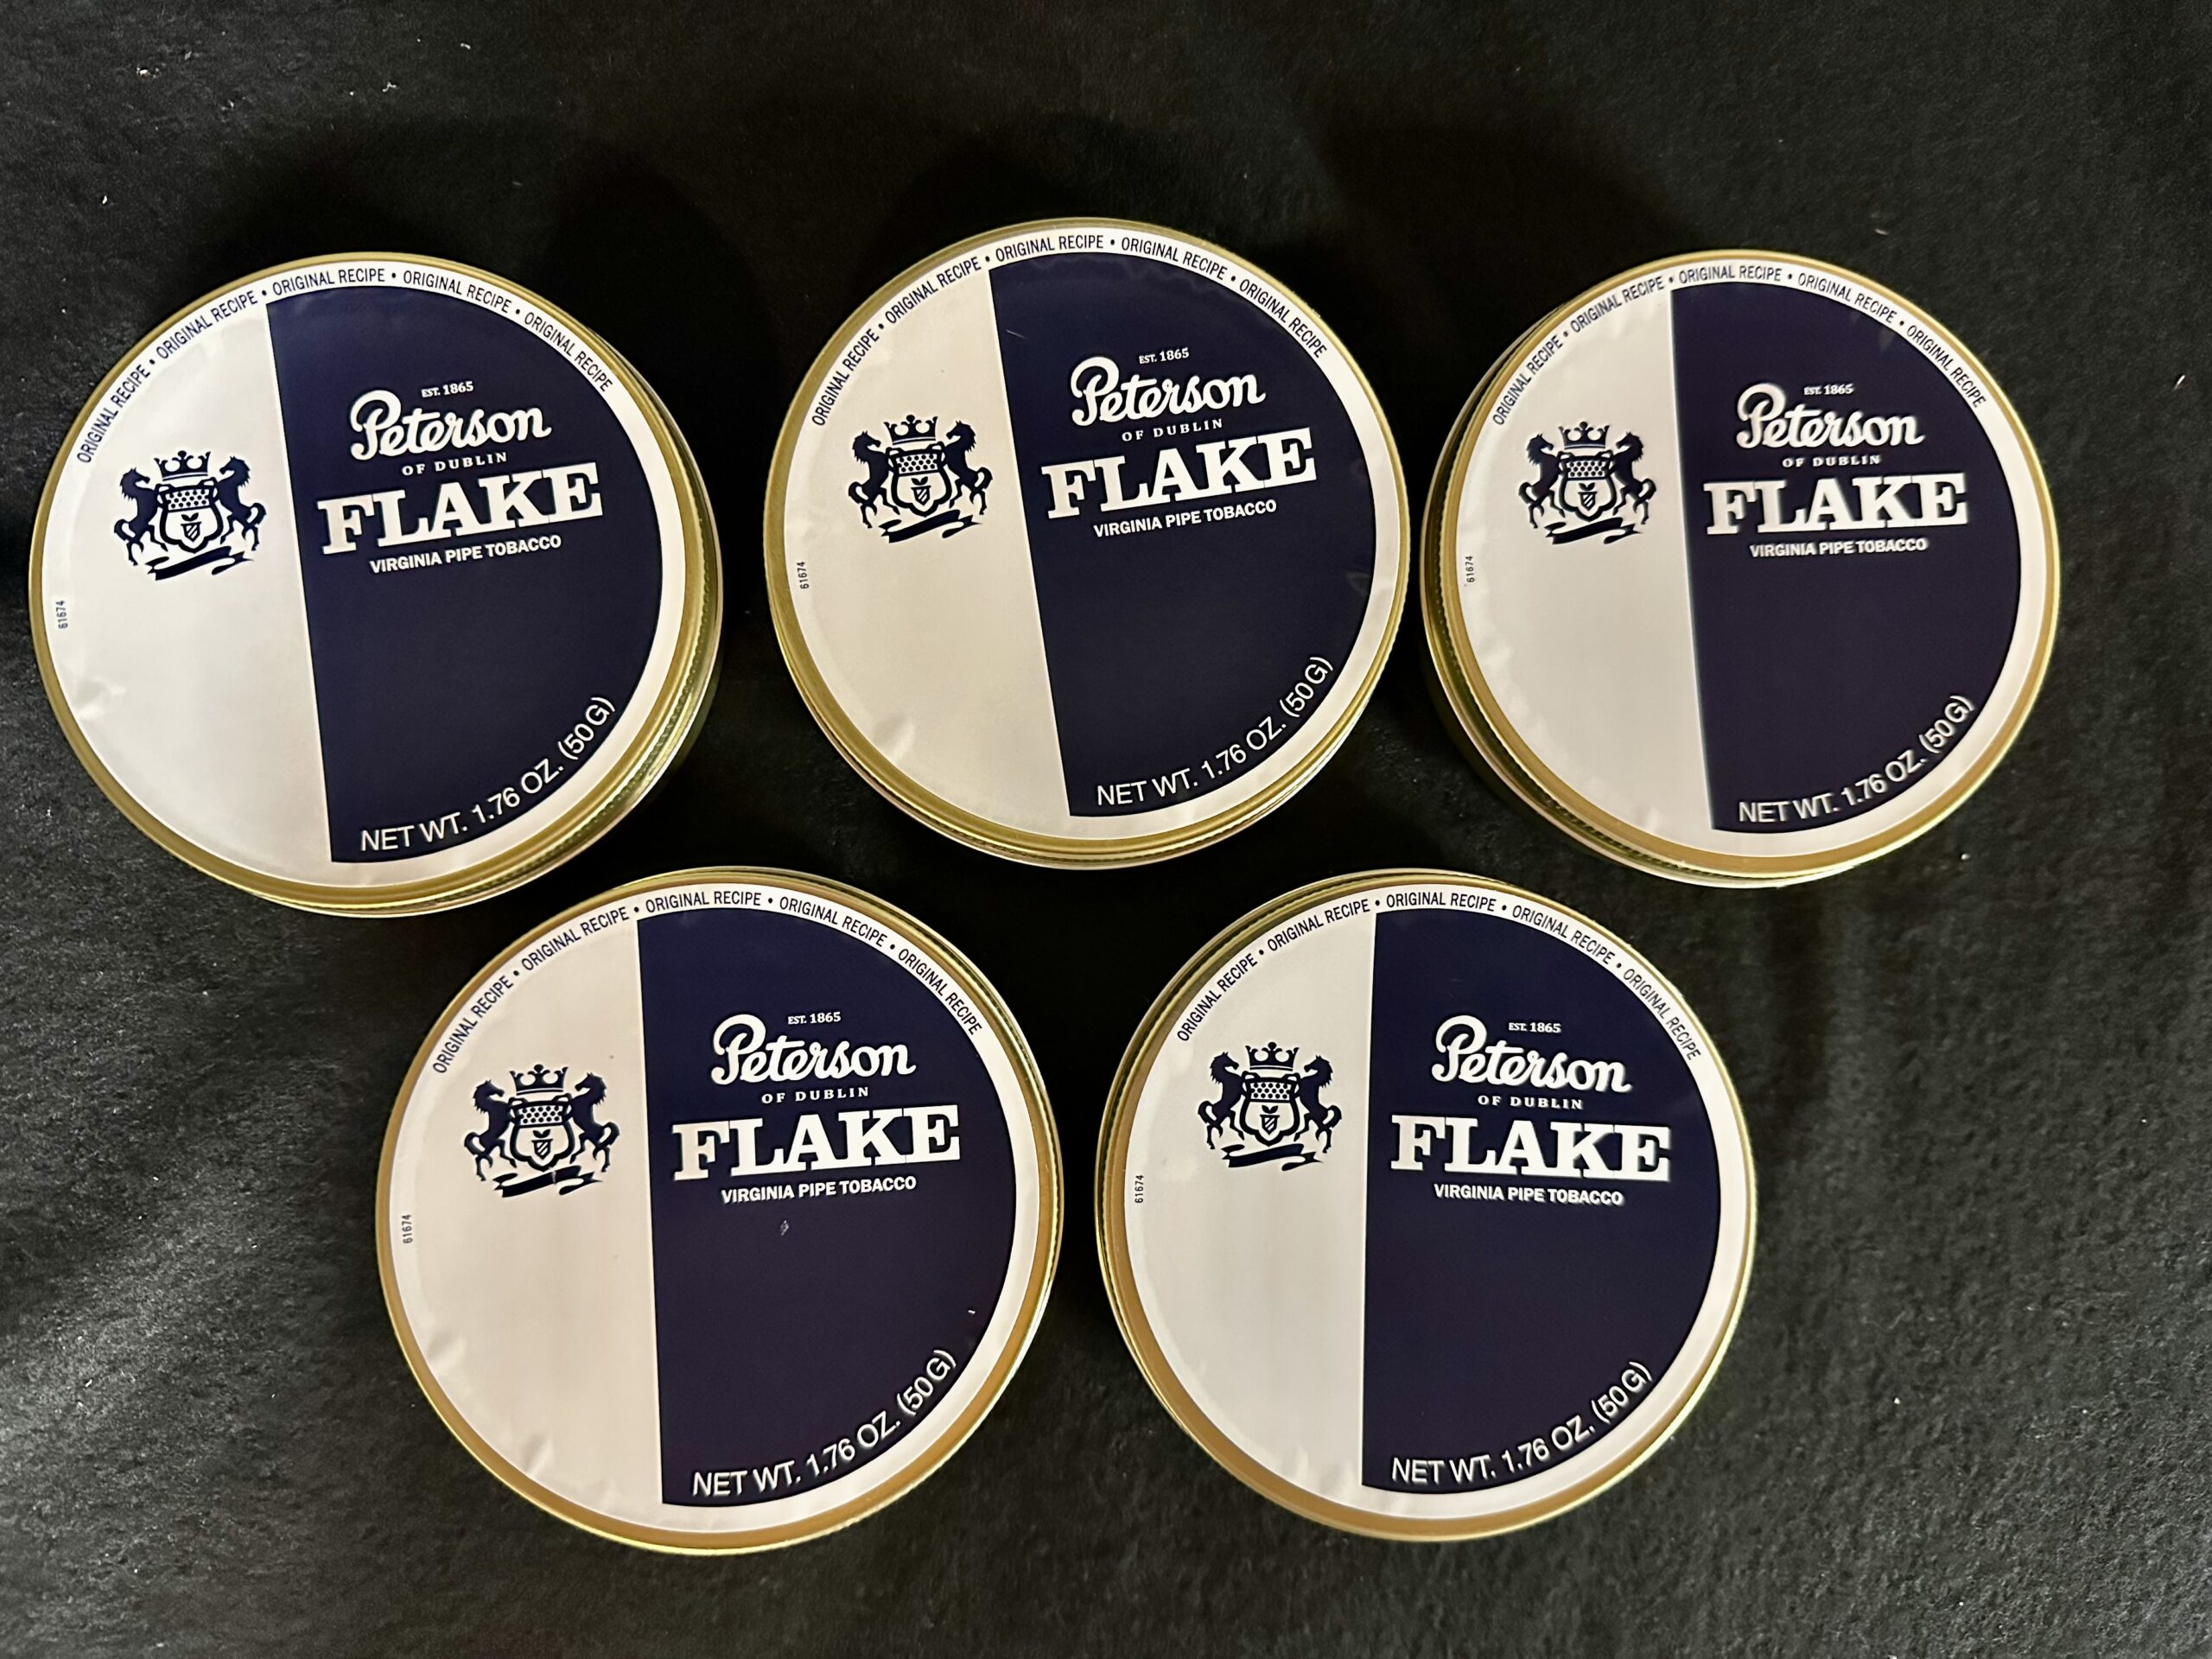 ORIGINAL RECIPE • ORIGINAL RECIPE • ORIGINAL RECIPE • ORIGINAL RECIPE • ORIGINAL RECIPE
EST. 1865
Peterson
OF DUBLIN
FLAKE
VIRGINIA PIPE TOBACCO
61674
NET WT. 1.76 OZ. (50G)
ORIGINAL RECIPE • ORIGINAL RECIPE • ORIGINAL RECIPE • ORIGINAL RECIPE • ORIGINAL RECIPE
EST. 1865
Peterson
OF DUBLIN
FLAKE
VIRGINIA PIPE TOBACCO
61674
NET WT. 1.76 OZ. (50G)
ORIGINAL RECIPE • ORIGINAL RECIPE • ORIGINAL RECIPE • ORIGINAL RECIPE • ORIGINAL RECIPE
EST. 1865
Peterson
OF DUBLIN
FLAKE
VIRGINIA PIPE TOBACCO
61674
NET WT. 1.76 OZ. (50G)
ORIGINAL RECIPE • ORIGINAL RECIPE • ORIGINAL RECIPE • ORIGINAL RECIPE • ORIGINAL RECIPE
EST. 1865
Peterson
OF DUBLIN
FLAKE
VIRGINIA PIPE TOBACCO
61674
NET WT. 1.76 OZ. (50G)
ORIGINAL RECIPE • ORIGINAL RECIPE • ORIGINAL RECIPE • ORIGINAL RECIPE • ORIGINAL RECIPE
EST. 1865
Peterson
OF DUBLIN
FLAKE
VIRGINIA PIPE TOBACCO
61674
NET WT. 1.76 OZ. (50G)